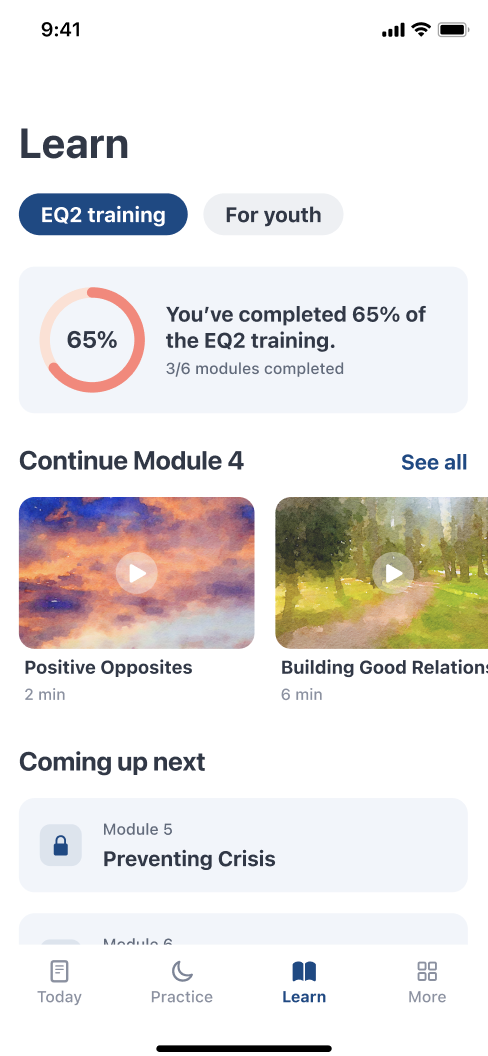 9:41
Learn
EQ2 training
For youth
65%
You’ve completed 65% of
the EQ2 training.
3/6 modules completed
Continue Module 4
See all
Positive Opposites
2 min
Building Good Relations
6 min
Coming up next
Module 5
Preventing Crisis
Module 6
Today
Practice
Learn
More